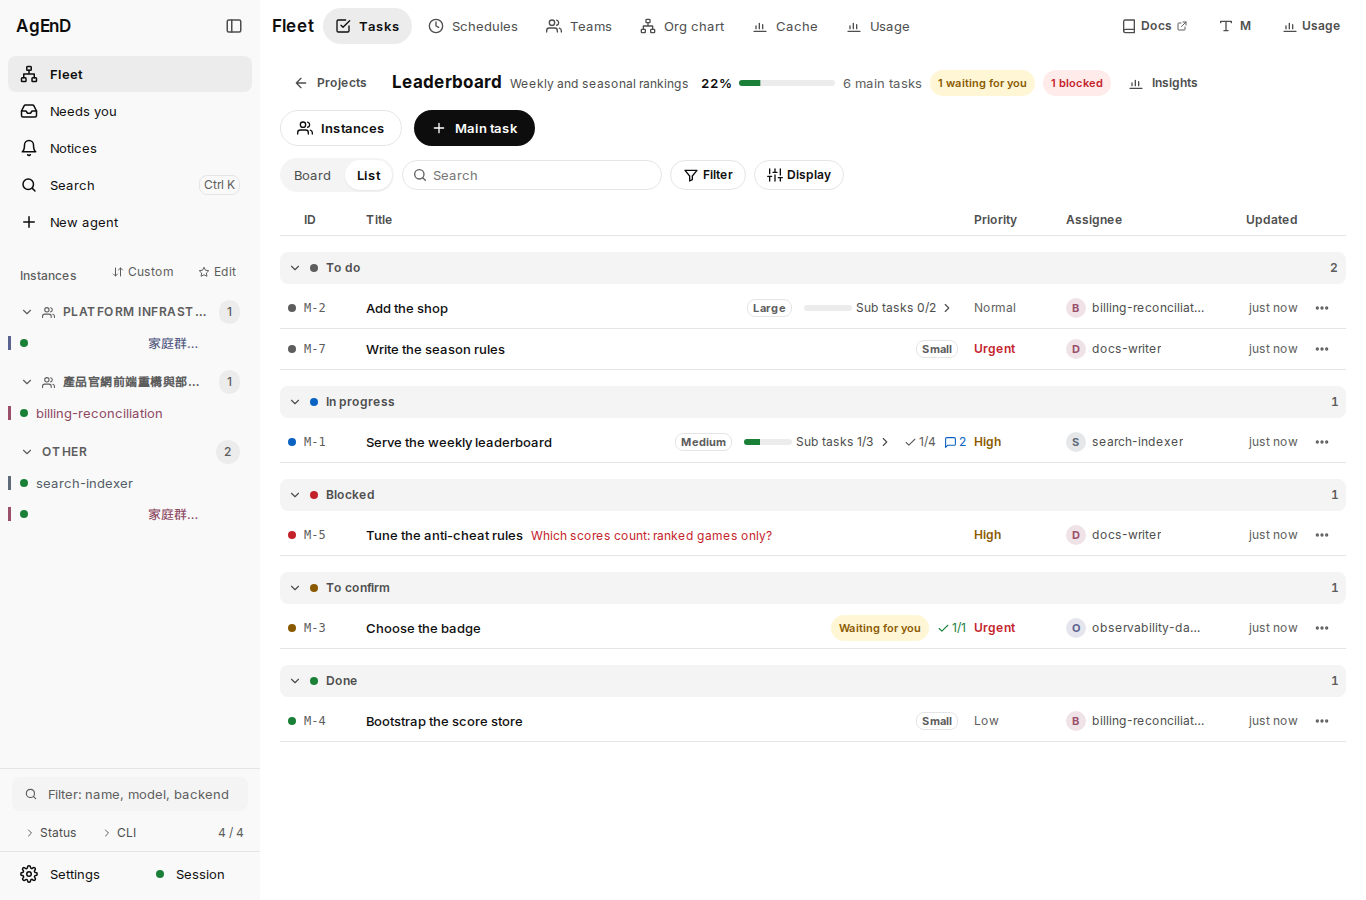 AgEnD
Fleet
Needs you
Notices
Search Ctrl K
New agent
Instances Custom Edit
PLATFORM INFRAST... 1
家庭群...
產品官網前端重構與部... 1
billing-reconciliation
OTHER 2
search-indexer
家庭群...
Filter: name, model, backend
Status CLI 4 / 4
Settings Session
Fleet Tasks Schedules Teams Org chart Cache Usage Docs M Usage
Projects Leaderboard Weekly and seasonal rankings 22% 6 main tasks 1 waiting for you 1 blocked Insights
Instances Main task
Board List Search Filter Display
ID Title Priority Assignee Updated
To do 2
M-2 Add the shop Large Sub tasks 0/2 Normal B billing-reconciliat... just now
M-7 Write the season rules Small Urgent D docs-writer just now
In progress 1
M-1 Serve the weekly leaderboard Medium Sub tasks 1/3 1/4 2 High S search-indexer just now
Blocked 1
M-5 Tune the anti-cheat rules Which scores count: ranked games only? High D docs-writer just now
To confirm 1
M-3 Choose the badge Waiting for you 1/1 Urgent O observability-da... just now
Done 1
M-4 Bootstrap the score store Small Low B billing-reconciliat... just now